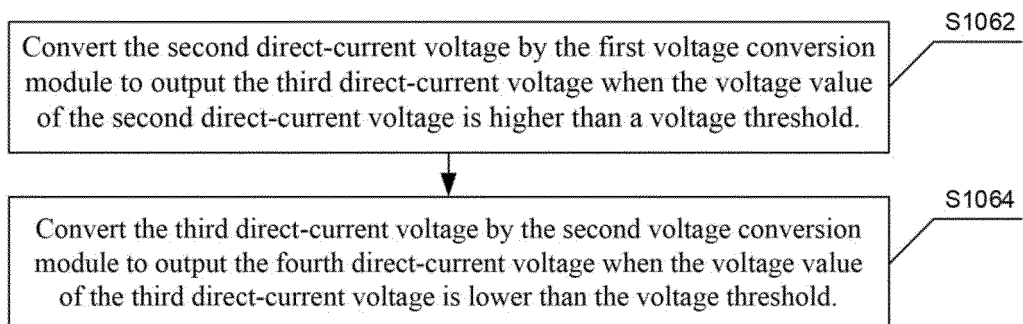 S1062
Convert the second direct-current voltage by the first voltage conversion
module to output the third direct-current voltage when the voltage value
of the second direct-current voltage is higher than a voltage threshold.
S1064
Convert the third direct-current voltage by the second voltage conversion
module to output the fourth direct-current voltage when the voltage value
of the third direct-current voltage is lower than the voltage threshold.